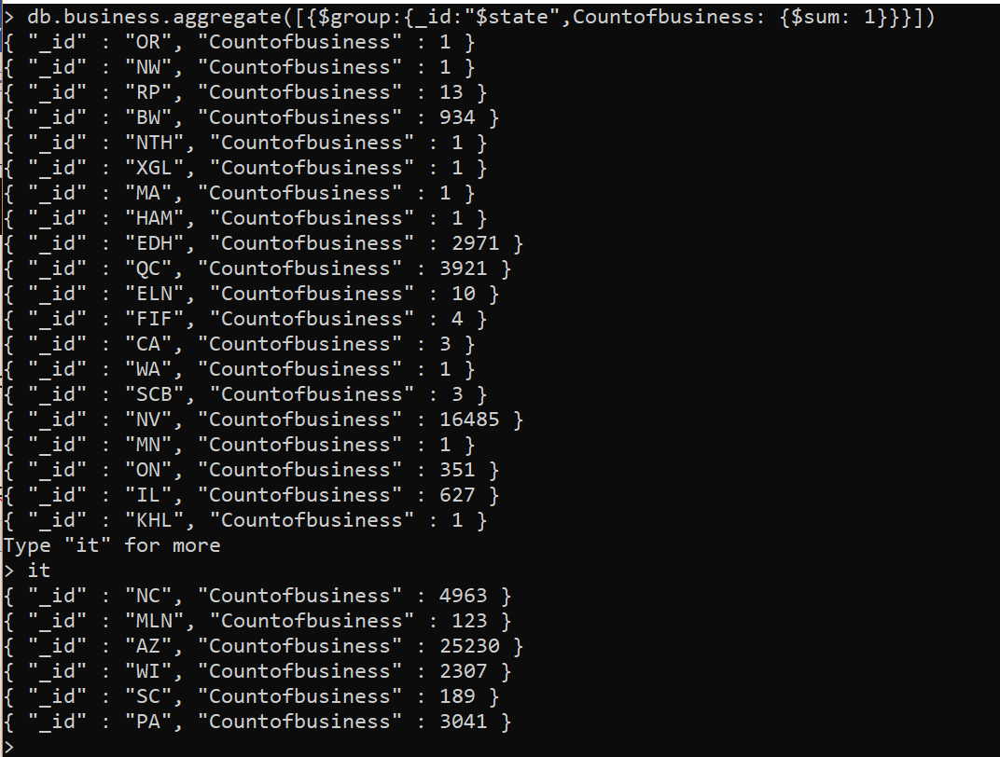 > db.business.aggregate([{$group:{_id:"$state",Countofbusiness: {$sum: 1}}}])
{ "_id" : "OR", "Countofbusiness" : 1 }
{ "_id" : "NW", "Countofbusiness" : 1 }
{ "_id" : "RP", "Countofbusiness" : 13 }
{ "_id" : "BW", "Countofbusiness" : 934 }
{ "_id" : "NTH", "Countofbusiness" : 1 }
{ "_id" : "XGL", "Countofbusiness" : 1 }
{ "_id" : "MA", "Countofbusiness" : 1 }
{ "_id" : "HAM", "Countofbusiness" : 1 }
{ "_id" : "EDH", "Countofbusiness" : 2971 }
{ "_id" : "QC", "Countofbusiness" : 3921 }
{ "_id" : "ELN", "Countofbusiness" : 10 }
{ "_id" : "FIF", "Countofbusiness" : 4 }
{ "_id" : "CA", "Countofbusiness" : 3 }
{ "_id" : "WA", "Countofbusiness" : 1 }
{ "_id" : "SCB", "Countofbusiness" : 3 }
{ "_id" : "NV", "Countofbusiness" : 16485 }
{ "_id" : "MN", "Countofbusiness" : 1 }
{ "_id" : "ON", "Countofbusiness" : 351 }
{ "_id" : "IL", "Countofbusiness" : 627 }
{ "_id" : "KHL", "Countofbusiness" : 1 }
Type "it" for more
> it
{ "_id" : "NC", "Countofbusiness" : 4963 }
{ "_id" : "MLN", "Countofbusiness" : 123 }
{ "_id" : "AZ", "Countofbusiness" : 25230 }
{ "_id" : "WI", "Countofbusiness" : 2307 }
{ "_id" : "SC", "Countofbusiness" : 189 }
{ "_id" : "PA", "Countofbusiness" : 3041 }
>